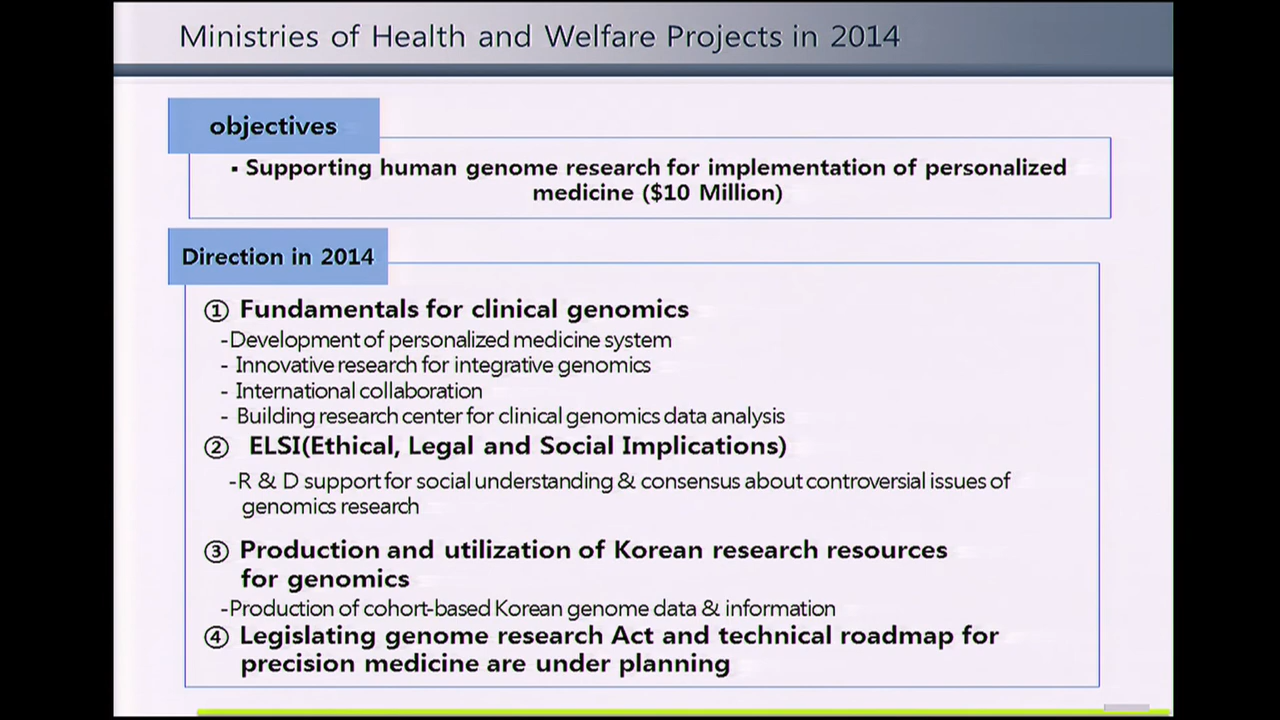 Ministries of Health and Welfare Projects in 2014
objectives
▪ Supporting human genome research for implementation of personalized
medicine ($10 Million)
Direction in 2014
① Fundamentals for clinical genomics
-Development of personalized medicine system
- Innovative research for integrative genomics
- International collaboration
- Building research center for clinical genomics data analysis
② ELSI(Ethical, Legal and Social Implications)
-R & D support for social understanding & consensus about controversial issues of
genomics research
③ Production and utilization of Korean research resources
for genomics
-Production of cohort-based Korean genome data & information
④ Legislating genome research Act and technical roadmap for
precision medicine are under planning